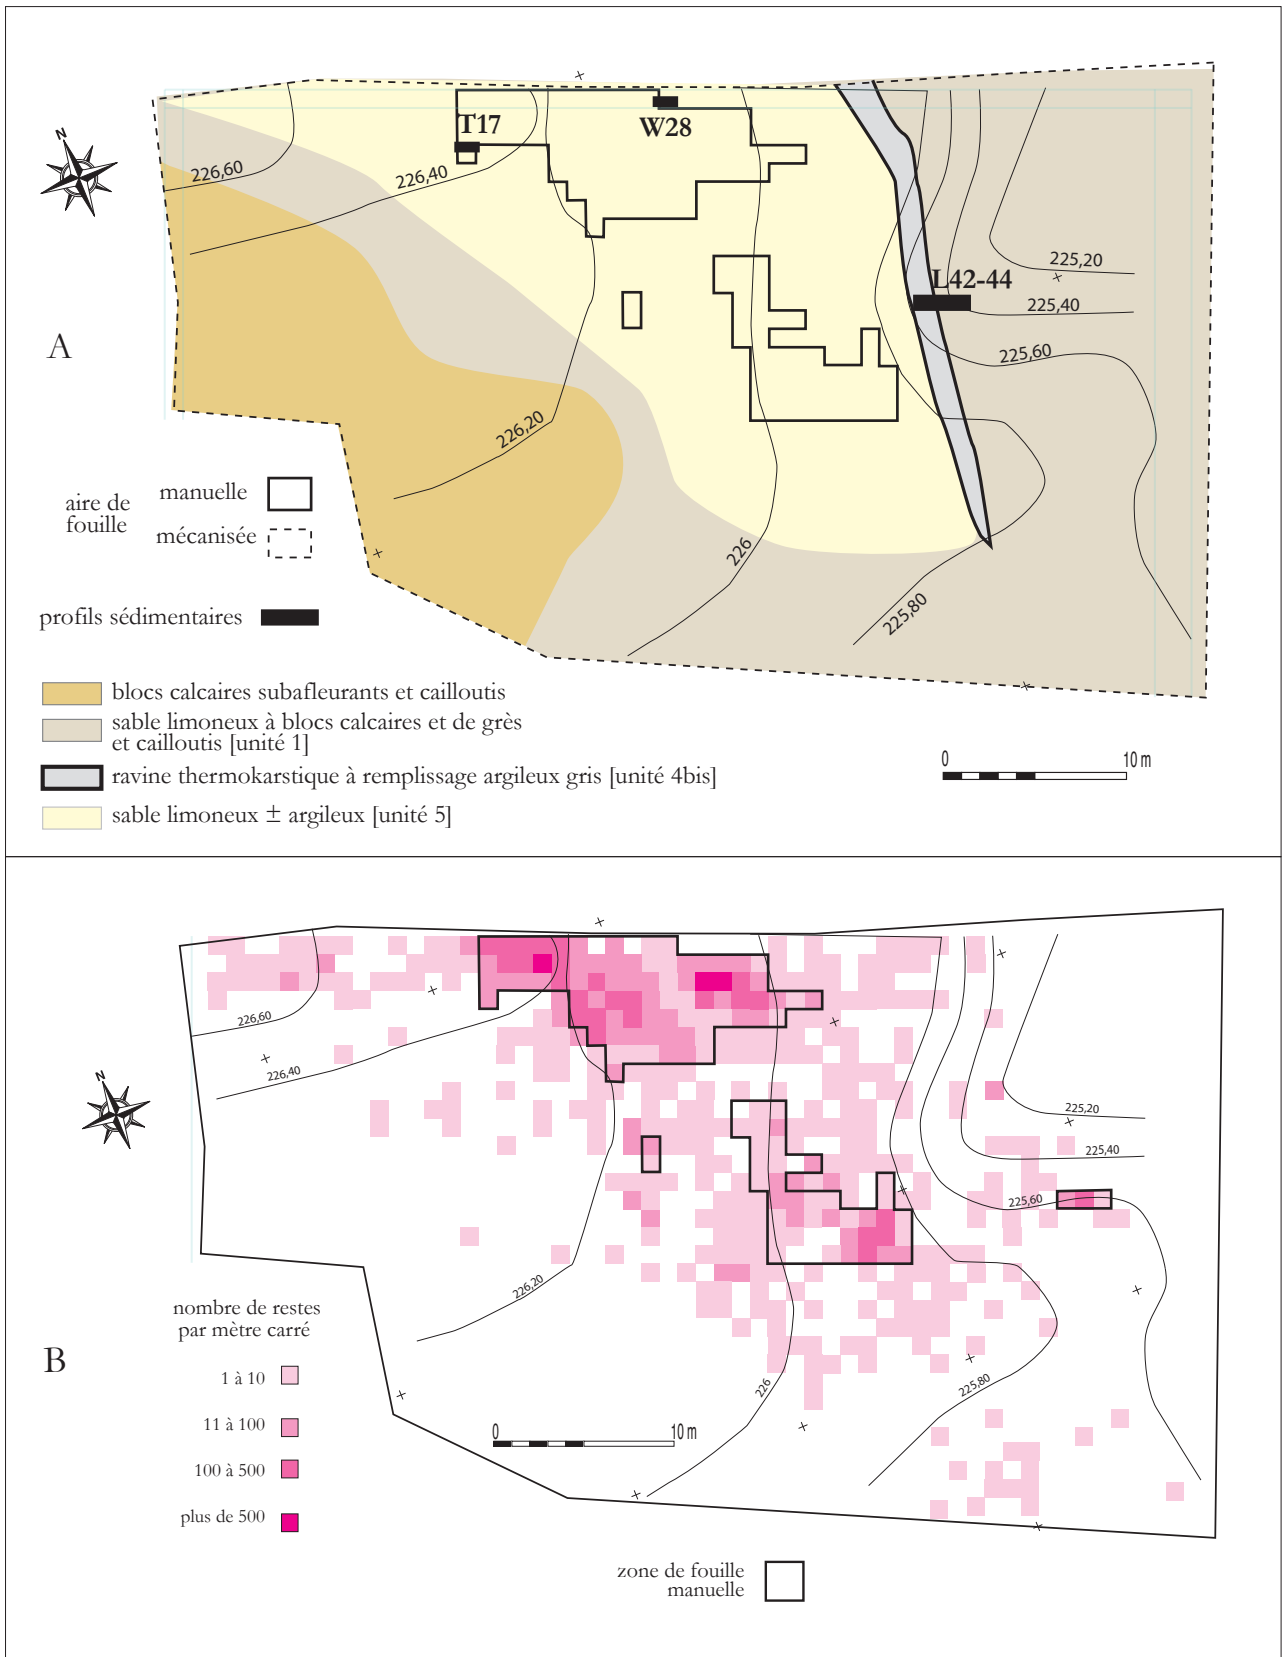 N
T17
W28
226,60
226,40
225,20
L42-44
225,40
225,60
A
226,20
aire de
fouille
manuelle
mécanisée
226
225,80
profils sédimentaires
blocs calcaires subafleurants et cailloutis
sable limoneux à blocs calcaires et de grès
et cailloutis [unité 1]
ravine thermokarstique à remplissage argileux gris [unité 4bis]
sable limoneux ± argileux [unité 5]
0 10 m
226,60
226,40
N
225,20
225,40
225,60
226,20
nombre de restes
par mètre carré
B
1 à 10
226
225,80
11 à 100
0 10 m
100 à 500
plus de 500
zone de fouille
manuelle